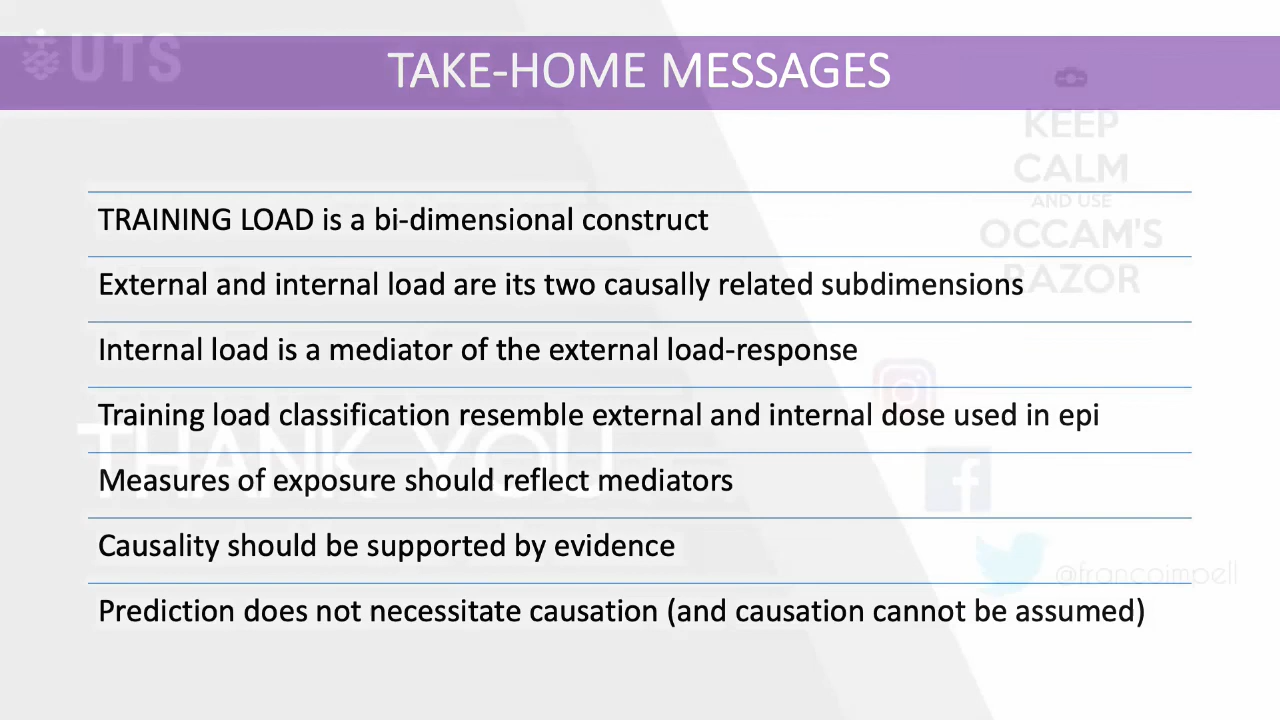 UTS
TAKE-HOME MESSAGES
KEEP
CALM
AND USE
OCCAM'S
RAZOR
TRAINING LOAD is a bi-dimensional construct
External and internal load are its two causally related subdimensions
Internal load is a mediator of the external load-response
Training load classification resemble external and internal dose used in epi
THANK YOU
Measures of exposure should reflect mediators
Causality should be supported by evidence
@francoimpell
Prediction does not necessitate causation (and causation cannot be assumed)